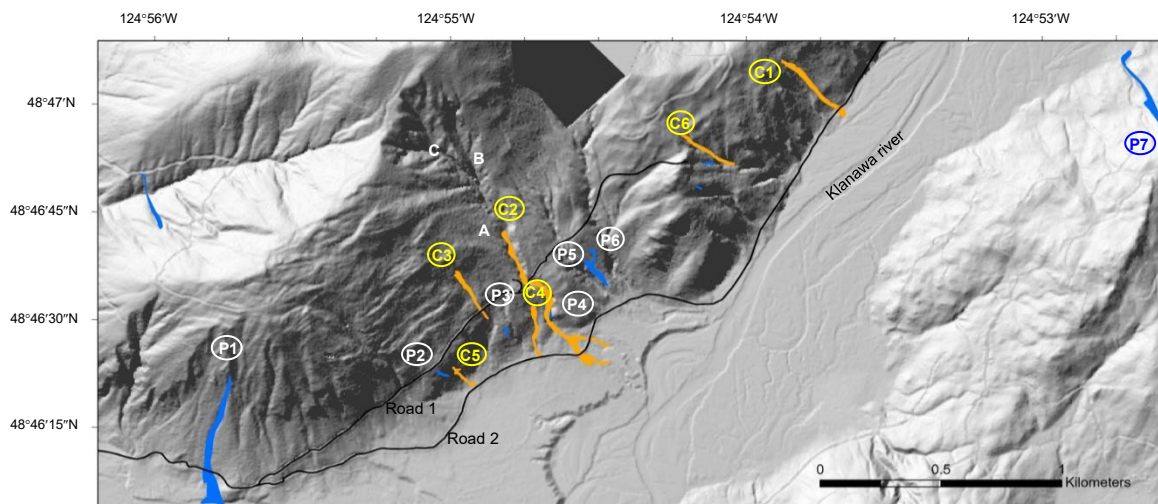 124°56'W
124°55'W
124°54'W
124°53'W
48°47'N
48°46'45"N
48°46'30"N
48°46'15"N
C1
C6
P7
Klanawa river
C
B
C2
A
P6
P5
C3
P3
C4
P4
P1
P2
C5
Road 1
Road 2
0
0.5
1
Kilometers